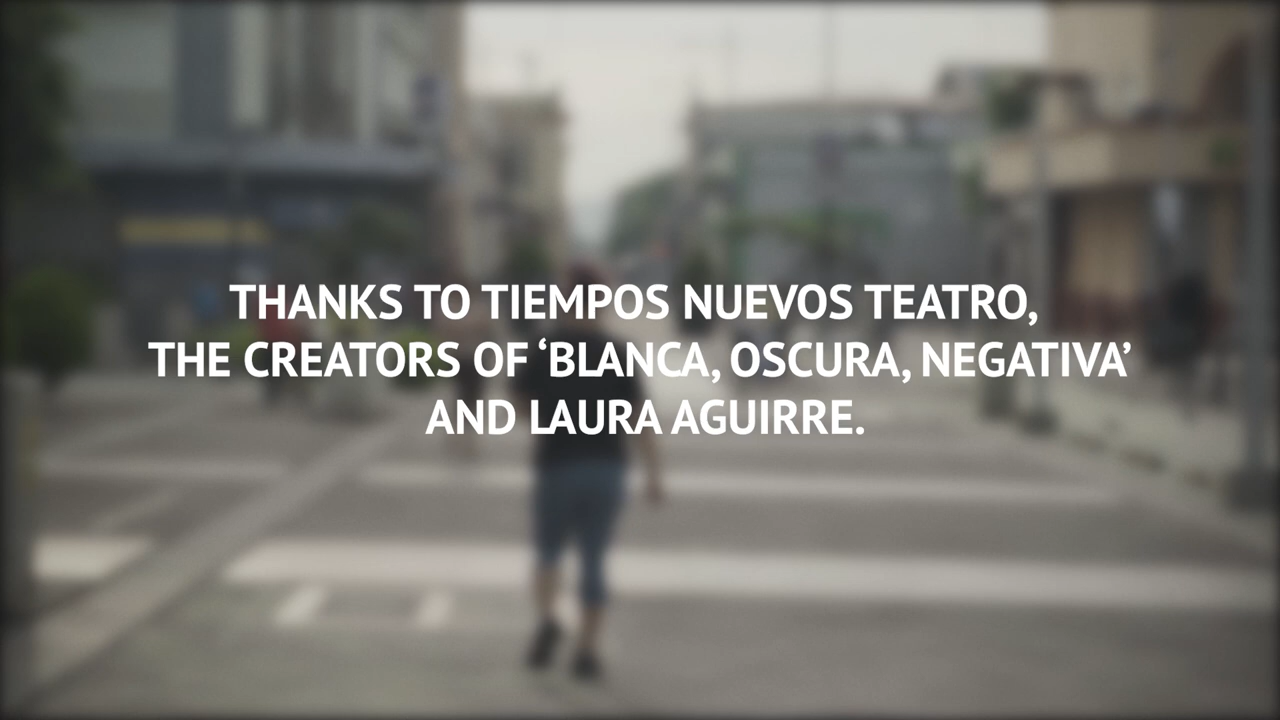 THANKS TO TIEMPOS NUEVOS TEATRO,
THE CREATORS OF ‘BLANCA, OSCURA, NEGATIVA’
AND LAURA AGUIRRE.